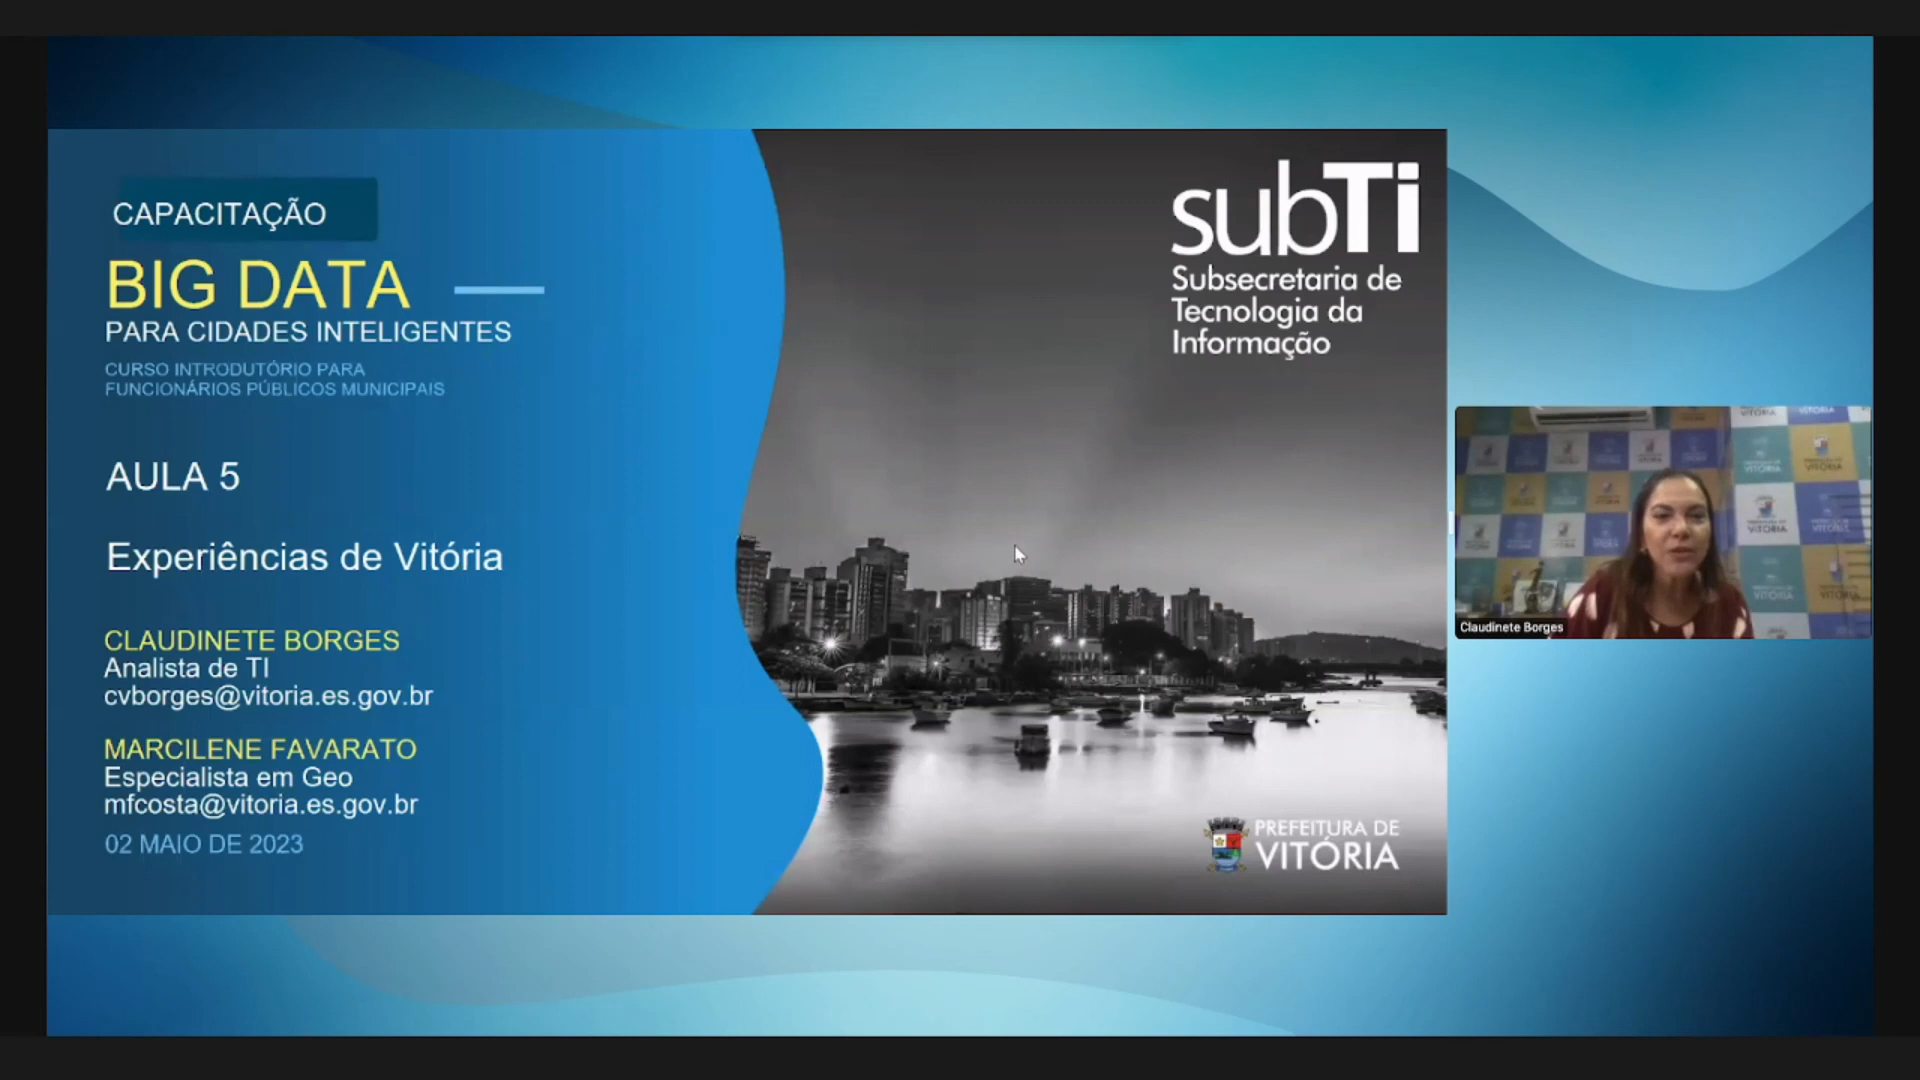 CAPACITAÇÃO
BIG DATA
PARA CIDADES INTELIGENTES
CURSO INTRODUTÓRIO PARA
FUNCIONÁRIOS PÚBLICOS MUNICIPAIS
AULA 5
Experiências de Vitória
CLAUDINETE BORGES
Analista de TI
cvborges@vitoria.es.gov.br
MARCILENE FAVARATO
Especialista em Geo
mfcosta@vitoria.es.gov.br
02 MAIO DE 2023
subTi
Subsecretaria de
Tecnologia da
Informação
PREFEITURA DE
VITÓRIA
Claudinete Borges